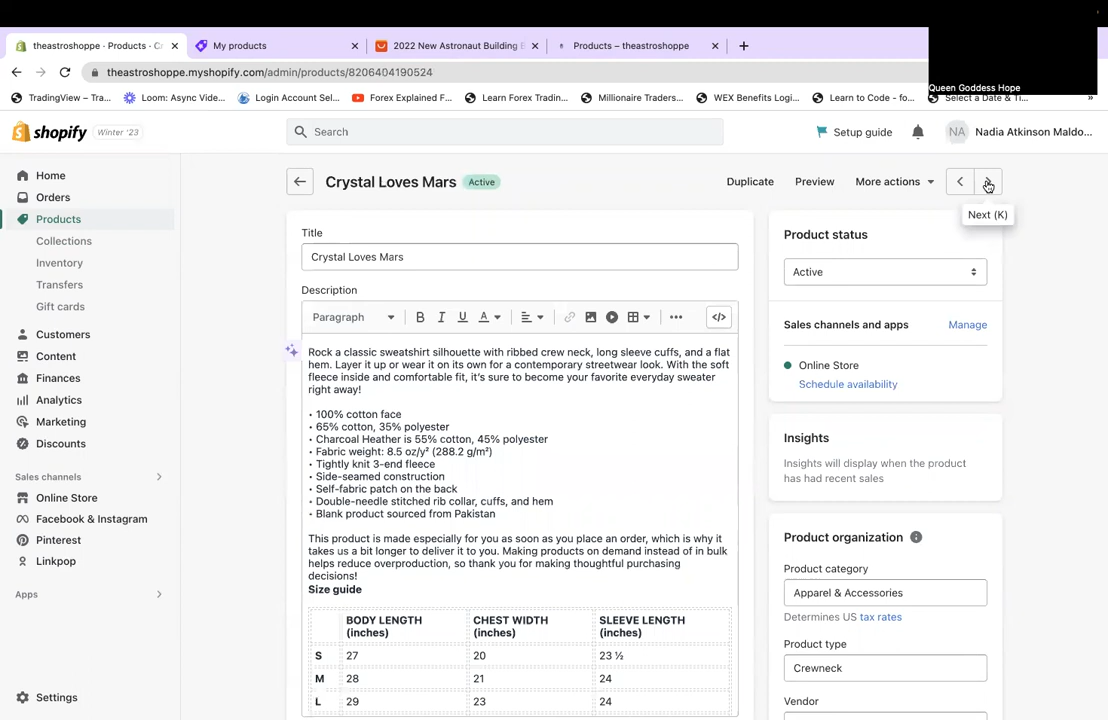 theastroshoppe · Products · Cr
My products
2022 New Astronaut Building B
Products – theastroshoppe
theastroshoppe.myshopify.com/admin/products/8206404190524
Queen Goddess Hope
TradingView – Tra...
Loom: Async Vide...
Login Account Sel...
Forex Explained F...
Learn Forex Tradin...
Millionaire Traders...
WEX Benefits Logi...
Learn to Code - fo...
Select a Date & Ti...
»
shopify
Winter '23
Search
Setup guide
NA
Nadia Atkinson Maldo...
Home
Orders
Products
Collections
Inventory
Transfers
Gift cards
Customers
Content
Finances
Analytics
Marketing
Discounts
Sales channels
Online Store
Facebook & Instagram
Pinterest
Linkpop
Apps
Settings
Crystal Loves Mars
Active
Duplicate
Preview
More actions
Next (K)
Title
Crystal Loves Mars
Description
Paragraph
B I U A
Rock a classic sweatshirt silhouette with ribbed crew neck, long sleeve cuffs, and a flat
hem. Layer it up or wear it on its own for a contemporary streetwear look. With the soft
fleece inside and comfortable fit, it's sure to become your favorite everyday sweater
right away!
• 100% cotton face
• 65% cotton, 35% polyester
• Charcoal Heather is 55% cotton, 45% polyester
• Fabric weight: 8.5 oz/y² (288.2 g/m²)
• Tightly knit 3-end fleece
• Side-seamed construction
• Self-fabric patch on the back
• Double-needle stitched rib collar, cuffs, and hem
• Blank product sourced from Pakistan
This product is made especially for you as soon as you place an order, which is why it
takes us a bit longer to deliver it to you. Making products on demand instead of in bulk
helps reduce overproduction, so thank you for making thoughtful purchasing
decisions!
Size guide
BODY LENGTH (inches) CHEST WIDTH (inches) SLEEVE LENGTH (inches)
S 27 20 23 ½
M 28 21 24
L 29 23 24
Product status
Active
Sales channels and apps
Manage
Online Store
Schedule availability
Insights
Insights will display when the product
has had recent sales
Product organization
Product category
Apparel & Accessories
Determines US tax rates
Product type
Crewneck
Vendor